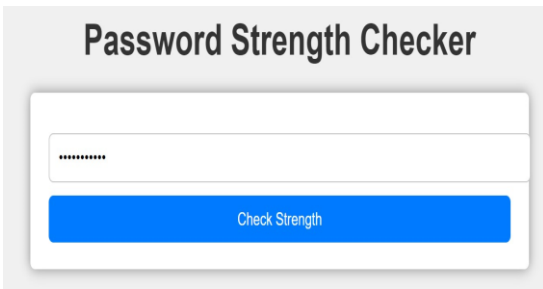 Password Strength Checker
•••••••••••
Check Strength